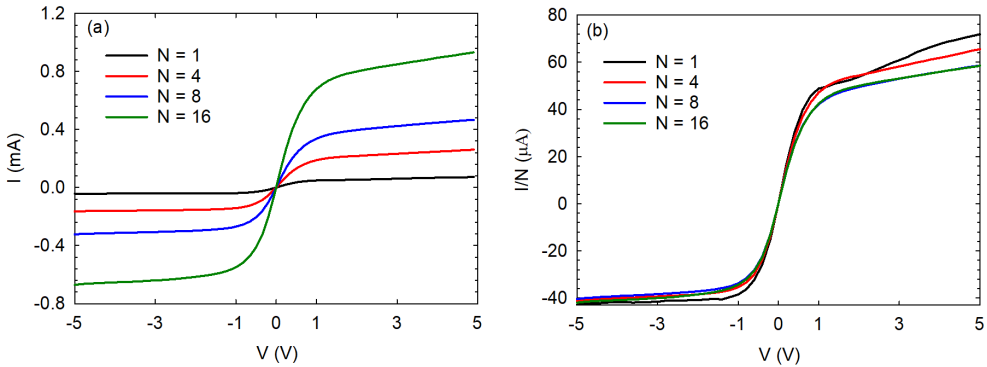 (a)
N = 1
N = 4
N = 8
N = 16
I (mA)
1.2
0.8
0.4
0.0
-0.4
-0.8
-5
-3
-1
0
1
3
5
V (V)
(b)
N = 1
N = 4
N = 8
N = 16
I/N (μA)
80
60
40
20
0
-20
-40
-5
-3
-1
0
1
3
5
V (V)